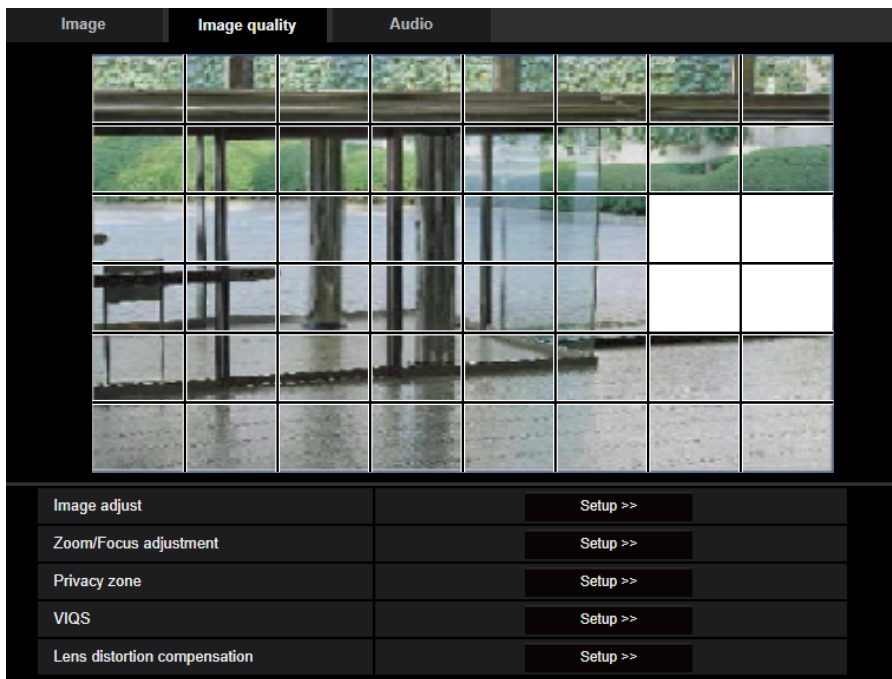 Image Image quality Audio
Image adjust Setup >>
Zoom/Focus adjustment Setup >>
Privacy zone Setup >>
VIQS Setup >>
Lens distortion compensation Setup >>